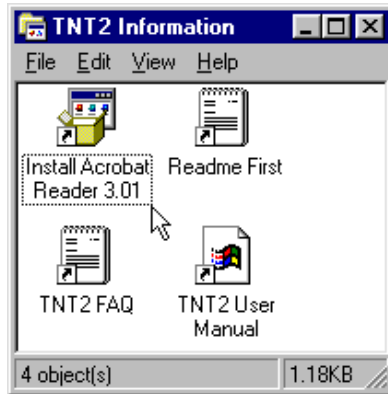 TNT2 Information
File Edit View Help
Install Acrobat
Reader 3.01
Readme First
TNT2 FAQ
TNT2 User
Manual
4 object(s) 1.18KB